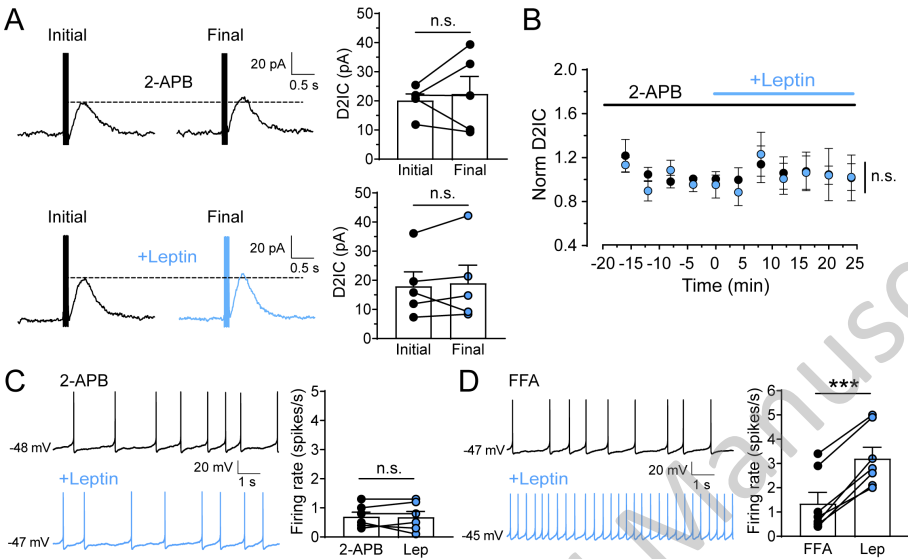 A
Initial
Final
2-APB
20 pA
0.5 s
D2IC (pA)
50
40
30
20
10
0
n.s.
Initial
Final
Initial
Final
+Leptin
20 pA
0.5 s
D2IC (pA)
50
40
30
20
10
0
n.s.
Initial
Final
B
Norm D2IC
2.0
1.6
1.2
0.8
0.4
2-APB
+Leptin
n.s.
-20 -15 -10 -5 0 5 10 15 20 25
Time (min)
C
2-APB
-48 mV
20 mV
1 s
+Leptin
-47 mV
Firing rate (spikes/s)
5
4
3
2
1
0
n.s.
2-APB
Lep
D
FFA
-47 mV
20 mV
1 s
+Leptin
-45 mV
Firing rate (spikes/s)
6
5
4
3
2
1
0
***
FFA
Lep
Manusc